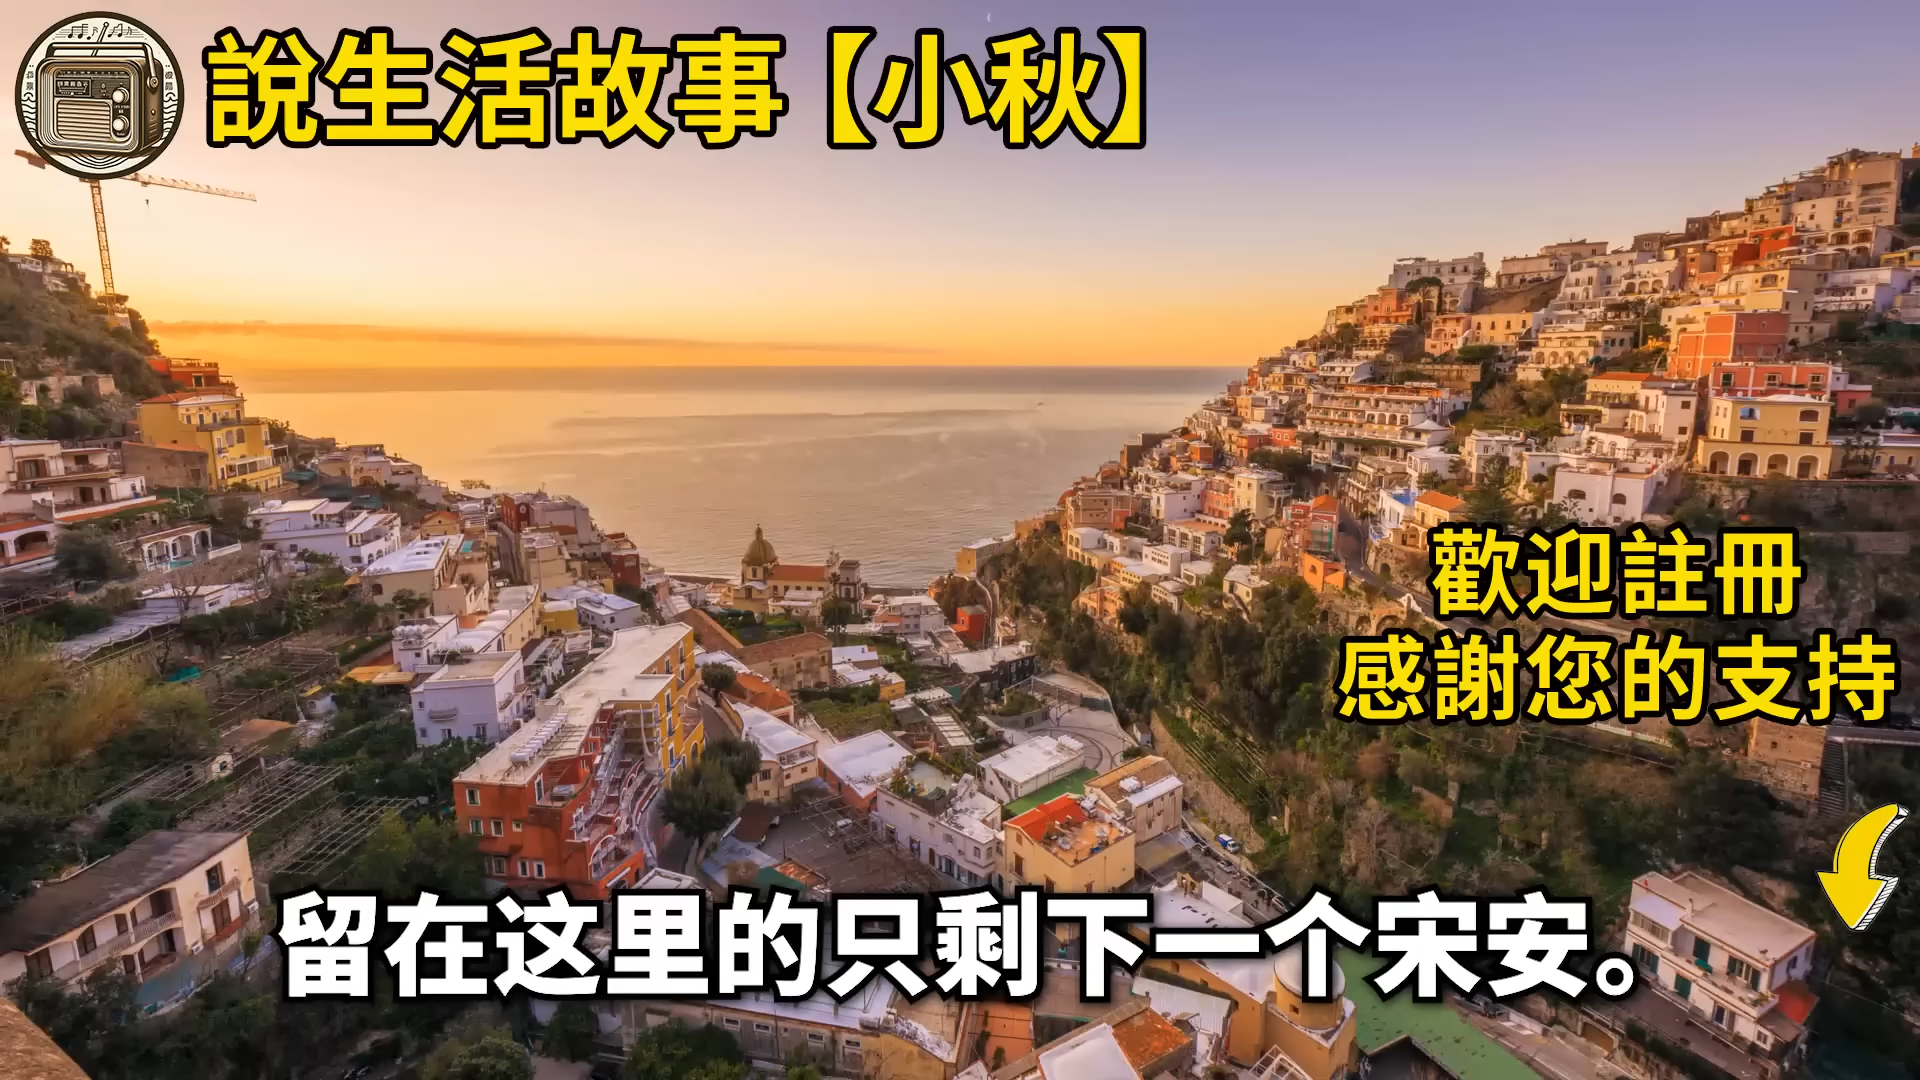 說生活故事【小秋】
歡迎註冊
感謝您的支持
留在这里的只剩下一个宋安。